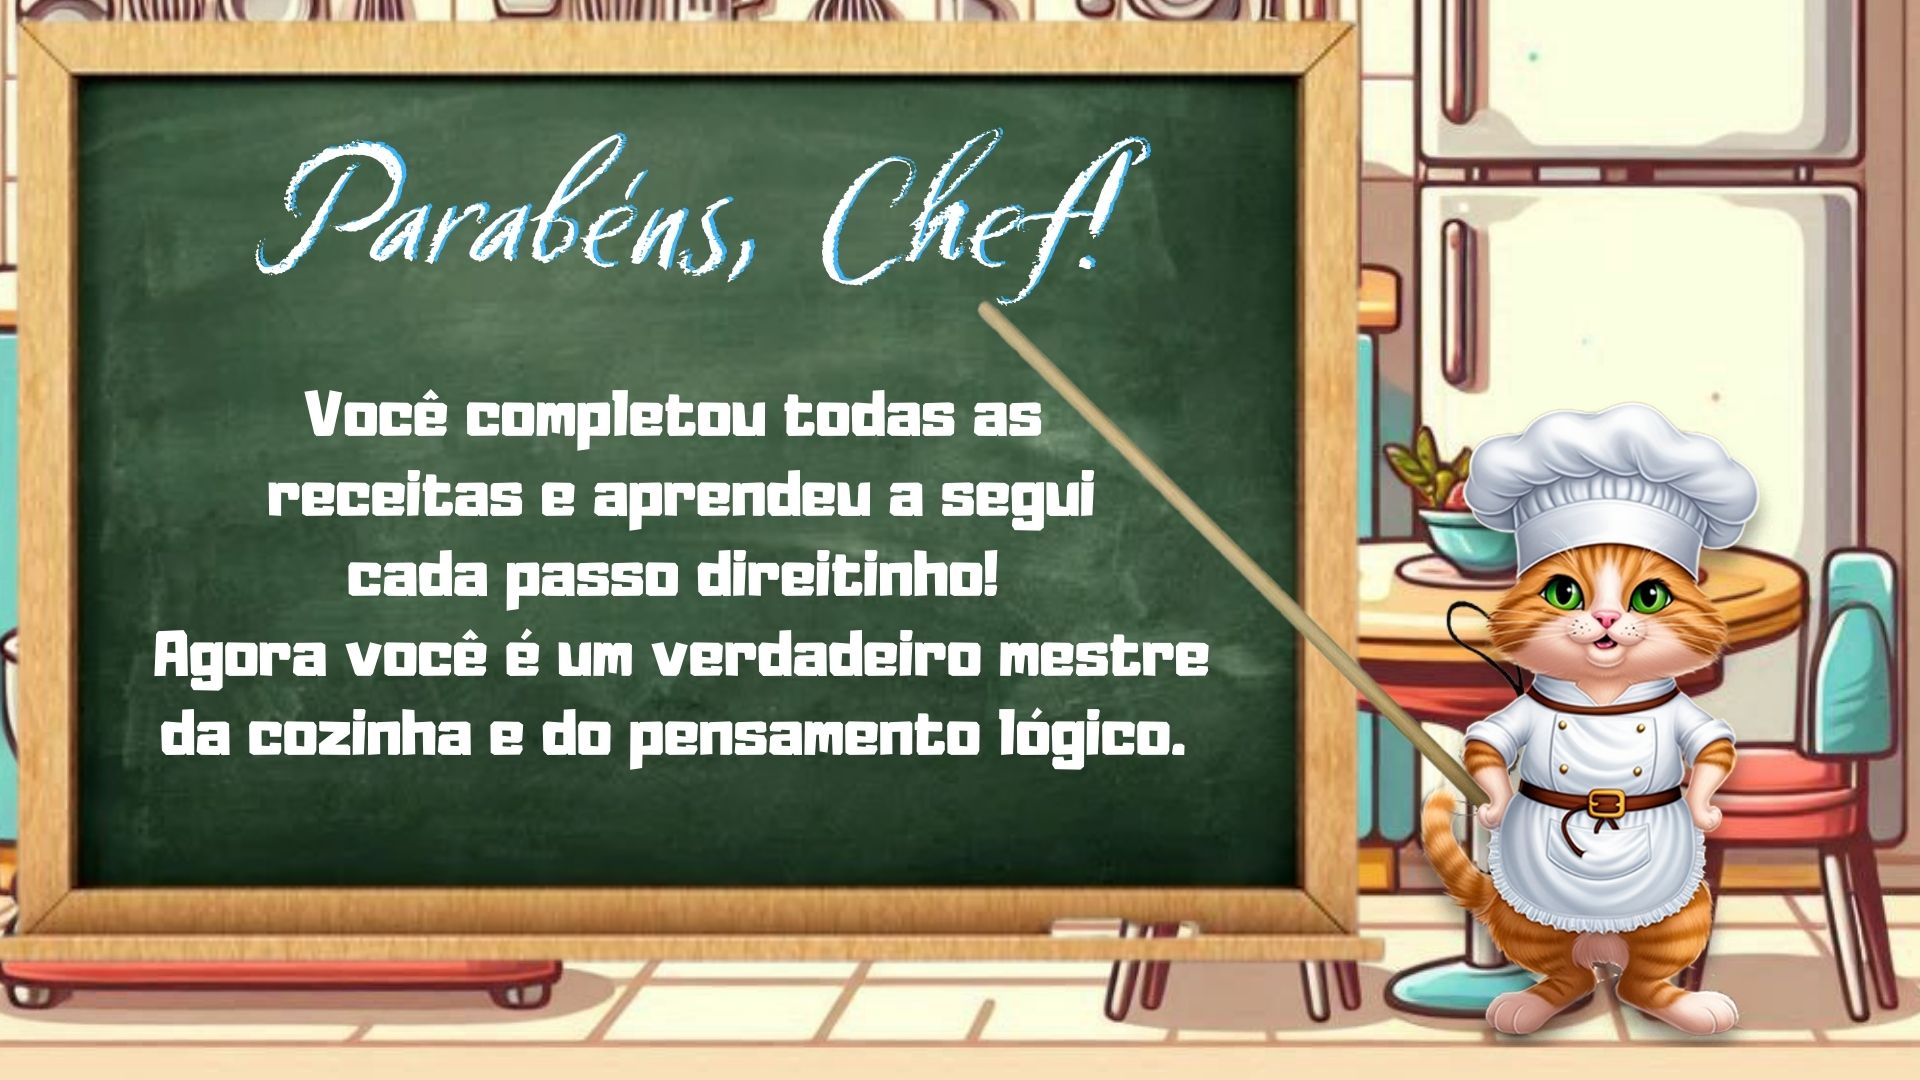 Parabéns, Chef!
Você completou todas as
receitas e aprendeu a segui
cada passo direitinho!
Agora você é um verdadeiro mestre
da cozinha e do pensamento lógico.